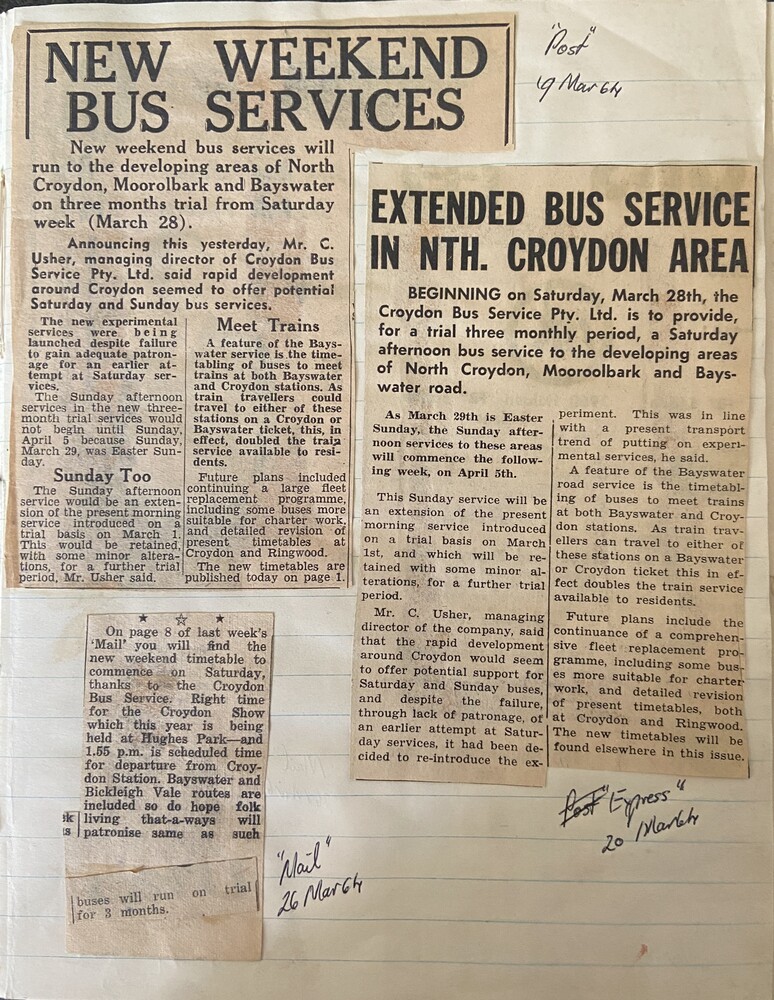 NEW WEEKEND
BUS SERVICES
New weekend bus services will
run to the developing areas of North
Croydon, Moorolbark and Bayswater
on three months trial from Saturday
week (March 28).
Announcing this yesterday, Mr. C.
Usher, managing director of Croydon Bus
Service Pty. Ltd. said rapid development
around Croydon seemed to offer potential
Saturday and Sunday bus services.
The new experimental
services were being
launched despite failure
to gain adequate patron-
age for an earlier at-
tempt at Saturday ser-
vices.
The Sunday afternoon
services in the new three-
month trial services would
not begin until Sunday,
April 5 because Sunday,
March 29, was Easter Sun-
day.
Sunday Too
The Sunday afternoon
service would be an exten-
sion of the present morning
service introduced on a
trial basis on March 1.
This would be retained,
with some minor altera-
tions, for a further trial
period, Mr. Usher said.
Meet Trains
A feature of the Bays-
water service is the time-
tabling of buses to meet
trains at both Bayswater
and Croydon stations. As
train travellers could
travel to either of these
stations on a Croydon or
Bayswater ticket, this, in
effect, doubled the train
service available to resi-
dents.
Future plans included
continuing a large fleet
replacement programme,
including some buses more
suitable for charter work,
and detailed revision of
present timetables at
Croydon and Ringwood.
The new timetables are
published today on page 1.
"Post"
19 Mar 64
EXTENDED BUS SERVICE
IN NTH. CROYDON AREA
BEGINNING on Saturday, March 28th, the
Croydon Bus Service Pty. Ltd. is to provide,
for a trial three monthly period, a Saturday
afternoon bus service to the developing areas
of North Croydon, Mooroolbark and Bays-
water road.
As March 29th is Easter
Sunday, the Sunday after-
noon services to these areas
will commence the follow-
ing week, on April 5th.
This Sunday service will be
an extension of the present
morning service introduced
on a trial basis on March
1st, and which will be re-
tained with some minor al-
terations, for a further trial
period.
Mr. C. Usher, managing
director of the company, said
that the rapid development
around Croydon would seem
to offer potential support for
Saturday and Sunday buses,
and despite the failure,
through lack of patronage, of
an earlier attempt at Satur-
day services, it had been de-
cided to re-introduce the ex-
periment. This was in line
with a present transport
trend of putting on experi-
mental services, he said.
A feature of the Bayswater
road service is the timetabl-
ing of buses to meet trains
at both Bayswater and Croy-
don stations. As train trav-
ellers can travel to either of
these stations on a Bayswater
or Croydon ticket this in ef-
fect doubles the train service
available to residents.
Future plans include the
continuance of a comprehen-
sive fleet replacement pro-
gramme, including some bus-
es more suitable for charter
work, and detailed revision
of present timetables, both
at Croydon and Ringwood.
The new timetables will be
found elsewhere in this issue.
Post "Express"
20 Mar 64
On page 8 of last week's
'Mail' you will find the
new weekend timetable to
commence on Saturday,
thanks to the Croydon
Bus Service. Right time
for the Croydon Show
which this year is being
held at Hughes Park—and
1.55 p.m. is scheduled time
for departure from Croy-
don Station. Bayswater and
Bickleigh Vale routes are
included so do hope folk
living that-a-ways will
patronise same as such
buses will run on trial
for 3 months.
"Mail"
26 Mar 64